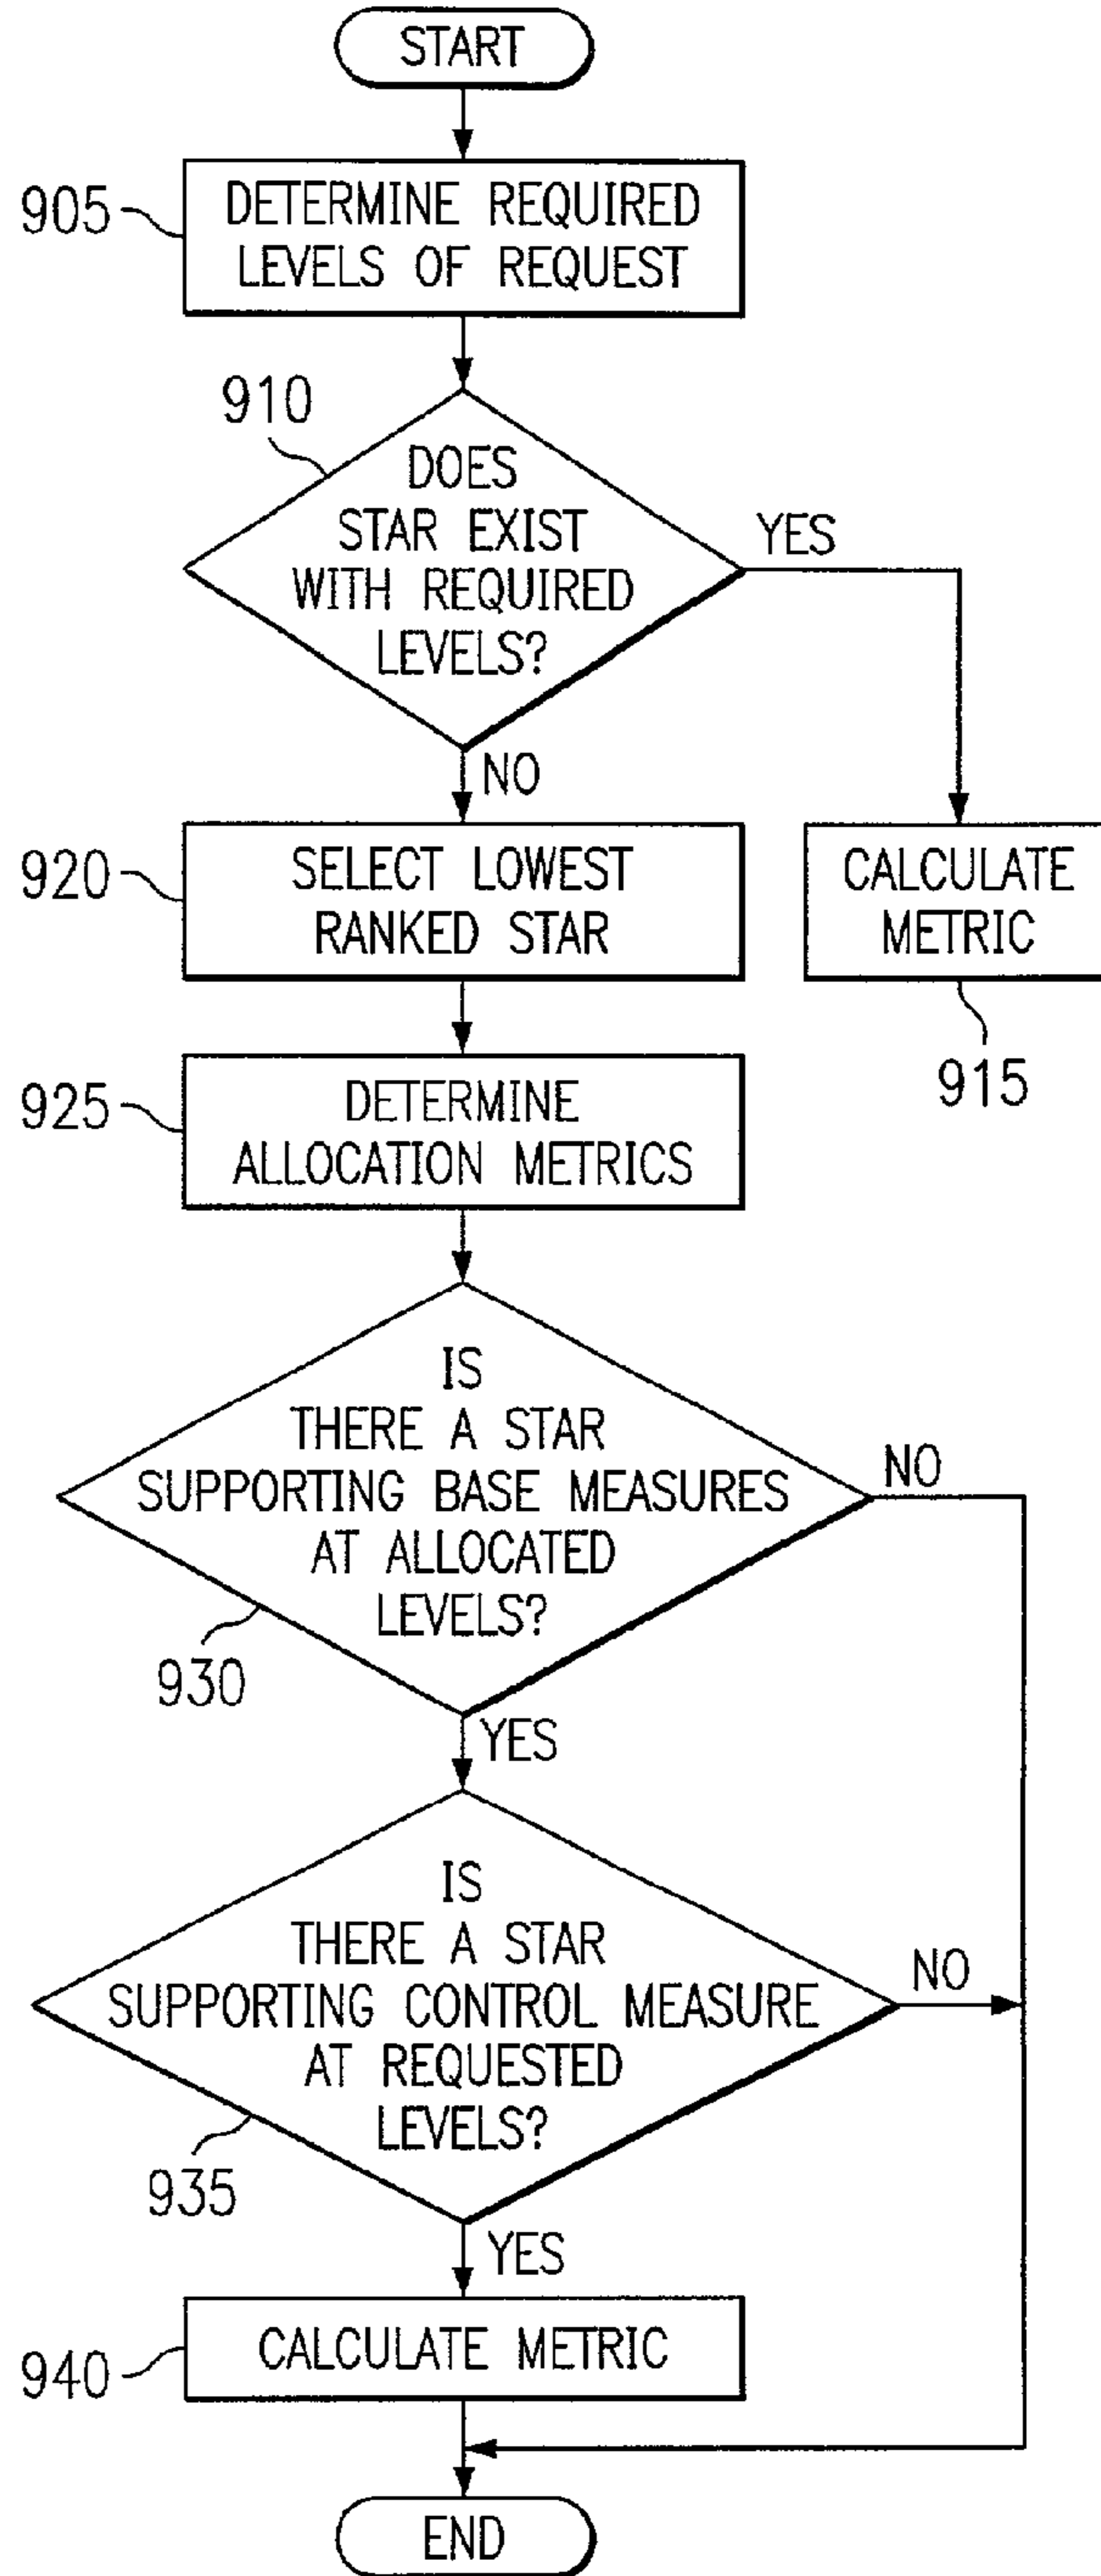 START
905
DETERMINE REQUIRED
LEVELS OF REQUEST
910
DOES
STAR EXIST
WITH REQUIRED
LEVELS?
YES
NO
920
SELECT LOWEST
RANKED STAR
CALCULATE
METRIC
915
925
DETERMINE
ALLOCATION METRICS
IS
THERE A STAR
SUPPORTING BASE MEASURES
AT ALLOCATED
LEVELS?
NO
930
YES
IS
THERE A STAR
SUPPORTING CONTROL MEASURE
AT REQUESTED
LEVELS?
NO
935
YES
940
CALCULATE METRIC
END